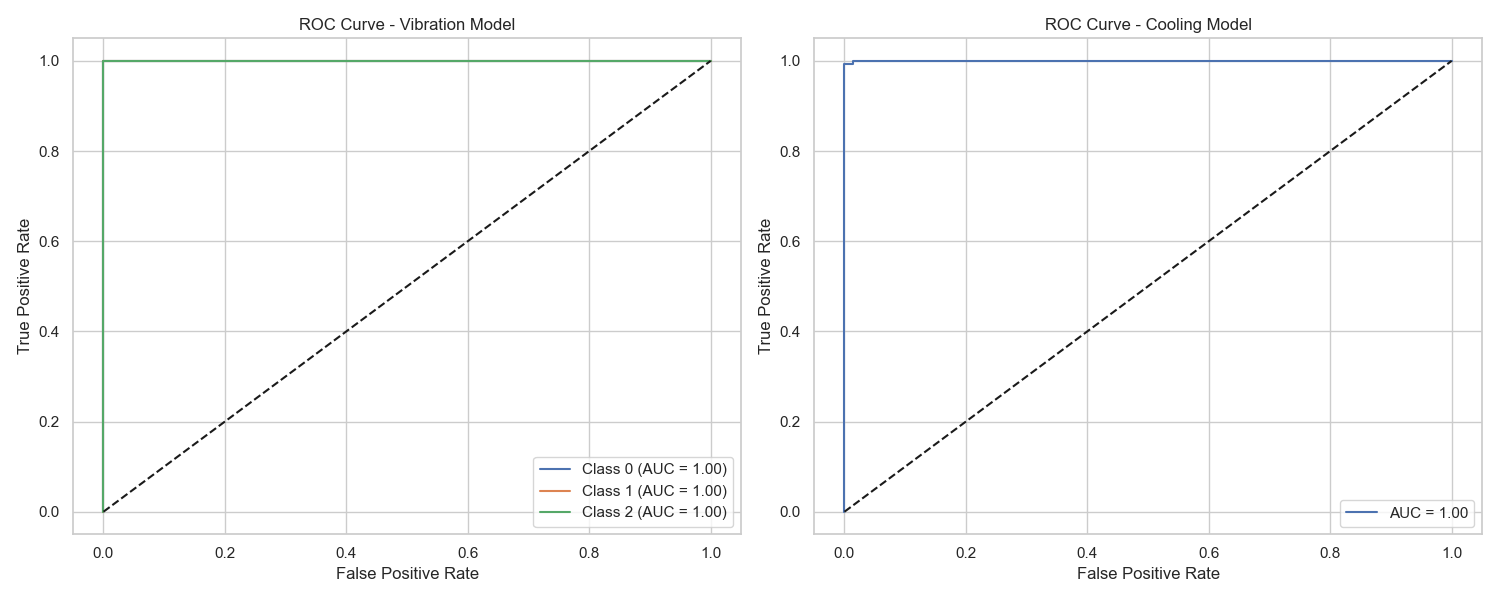 ROC Curve - Vibration Model
True Positive Rate
1.0
0.8
0.6
0.4
0.2
0.0
Class 0 (AUC = 1.00)
Class 1 (AUC = 1.00)
Class 2 (AUC = 1.00)
0.0 0.2 0.4 0.6 0.8 1.0
False Positive Rate
ROC Curve - Cooling Model
True Positive Rate
1.0
0.8
0.6
0.4
0.2
0.0
AUC = 1.00
0.0 0.2 0.4 0.6 0.8 1.0
False Positive Rate